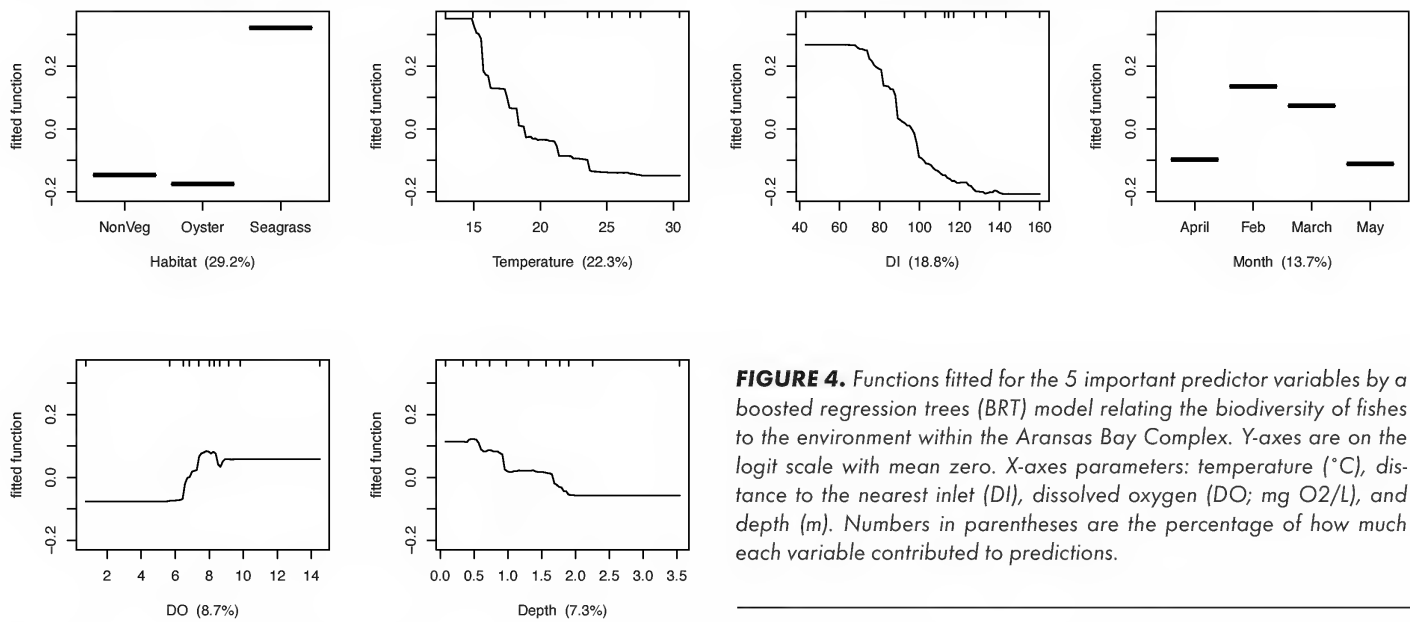 fitted function
0.2
0.0
−0.2
NonVeg Oyster Seagrass
Habitat (29.2%)
fitted function
0.2
0.0
−0.2
15 20 25 30
Temperature (22.3%)
fitted function
0.2
0.0
−0.2
40 60 80 100 120 140 160
DI (18.8%)
fitted function
0.2
0.0
−0.2
April Feb March May
Month (13.7%)
fitted function
0.2
0.0
−0.2
2 4 6 8 10 12 14
DO (8.7%)
fitted function
0.2
0.0
−0.2
0.0 0.5 1.0 1.5 2.0 2.5 3.0 3.5
Depth (7.3%)
FIGURE 4. Functions fitted for the 5 important predictor variables by a
boosted regression trees (BRT) model relating the biodiversity of fishes
to the environment within the Aransas Bay Complex. Y-axes are on the
logit scale with mean zero. X-axes parameters: temperature (˚C), dis-
tance to the nearest inlet (DI), dissolved oxygen (DO; mg O2/L), and
depth (m). Numbers in parentheses are the percentage of how much
each variable contributed to predictions.